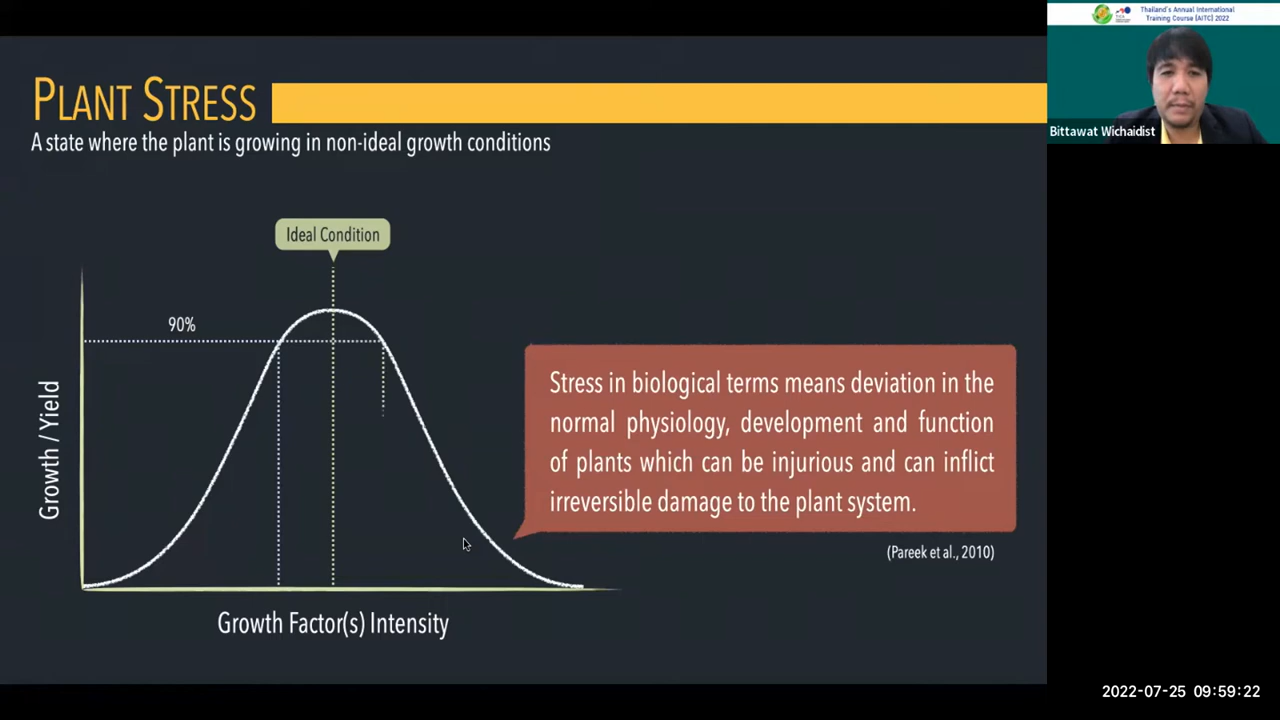 Thailand's Annual International
Training Course (AITC) 2022
PLANT STRESS
A state where the plant is growing in non-ideal growth conditions
Bittawat Wichaidist
Ideal Condition
90%
Growth / Yield
Stress in biological terms means deviation in the
normal physiology, development and function
of plants which can be injurious and can inflict
irreversible damage to the plant system.
(Pareek et al., 2010)
Growth Factor(s) Intensity
2022-07-25 09:59:22